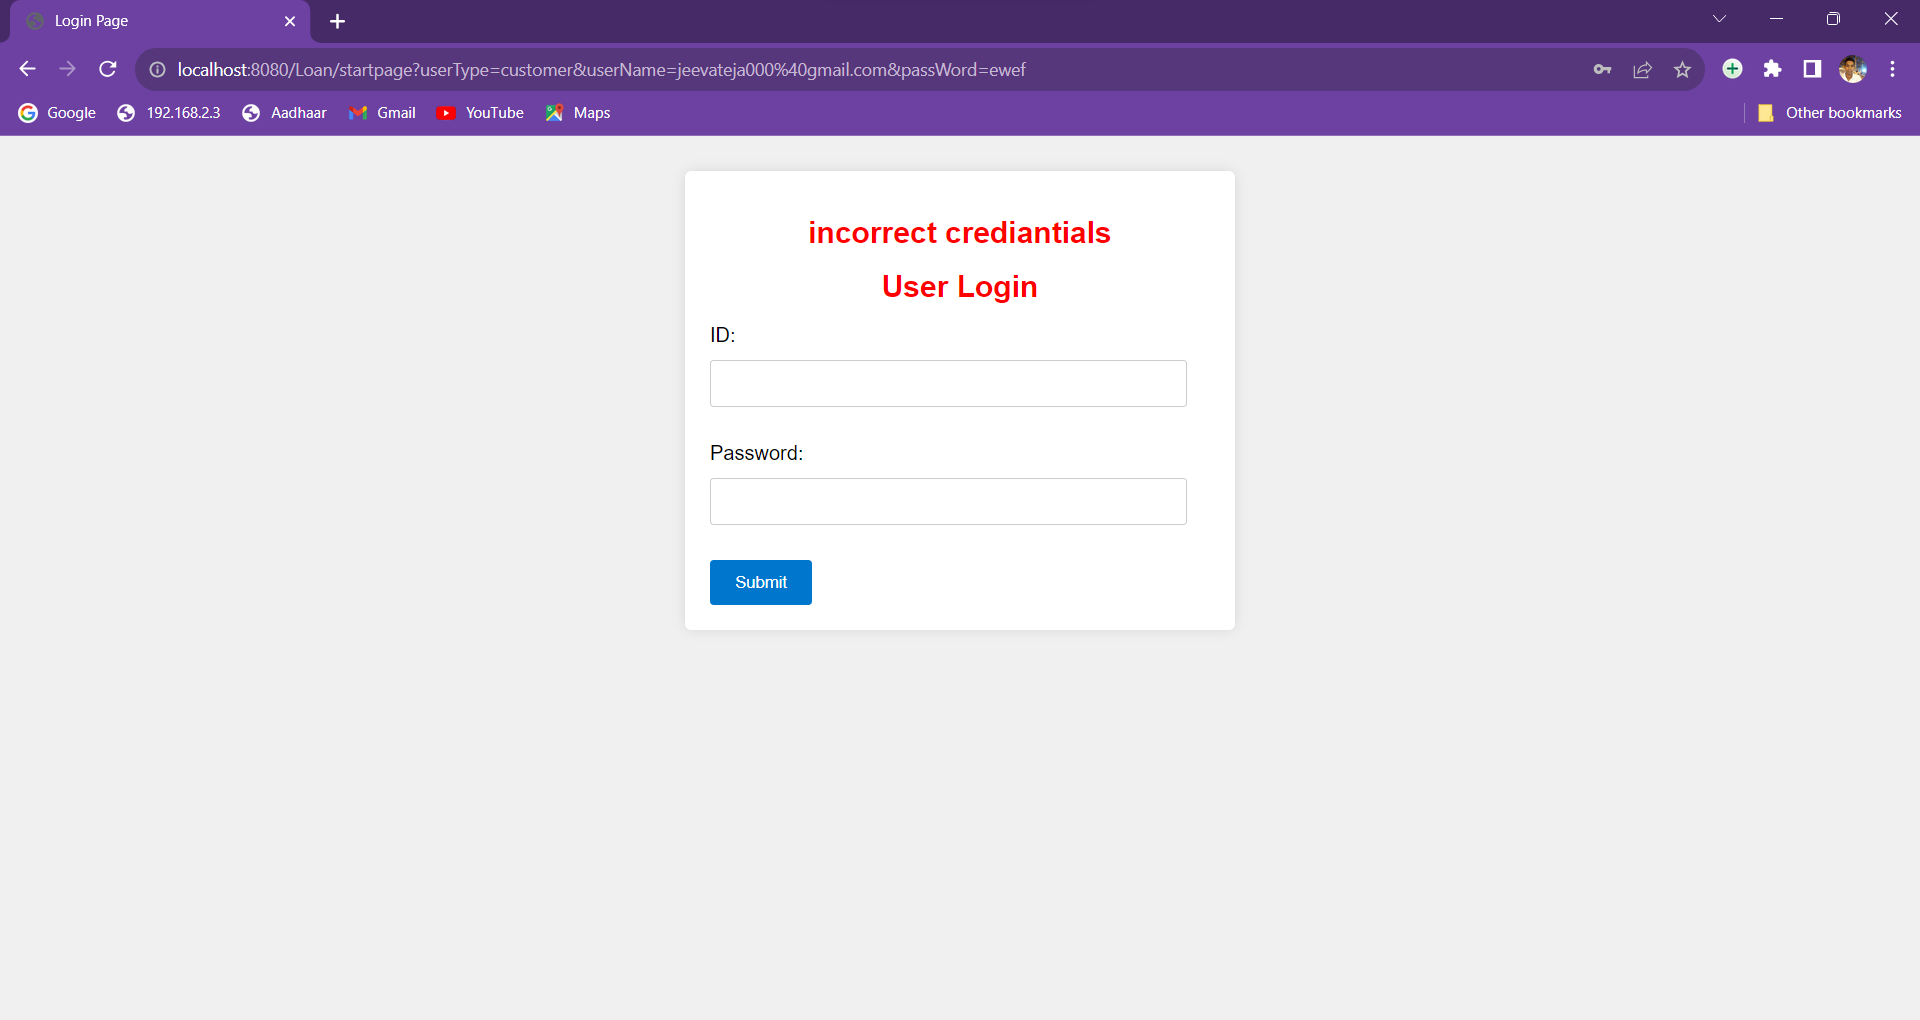 Login Page
localhost:8080/Loan/startpage?userType=customer&userName=jeevateja000%40gmail.com&passWord=ewef
Google 192.168.2.3 Aadhaar Gmail YouTube Maps Other bookmarks
incorrect crediantials
User Login
ID:
Password:
Submit